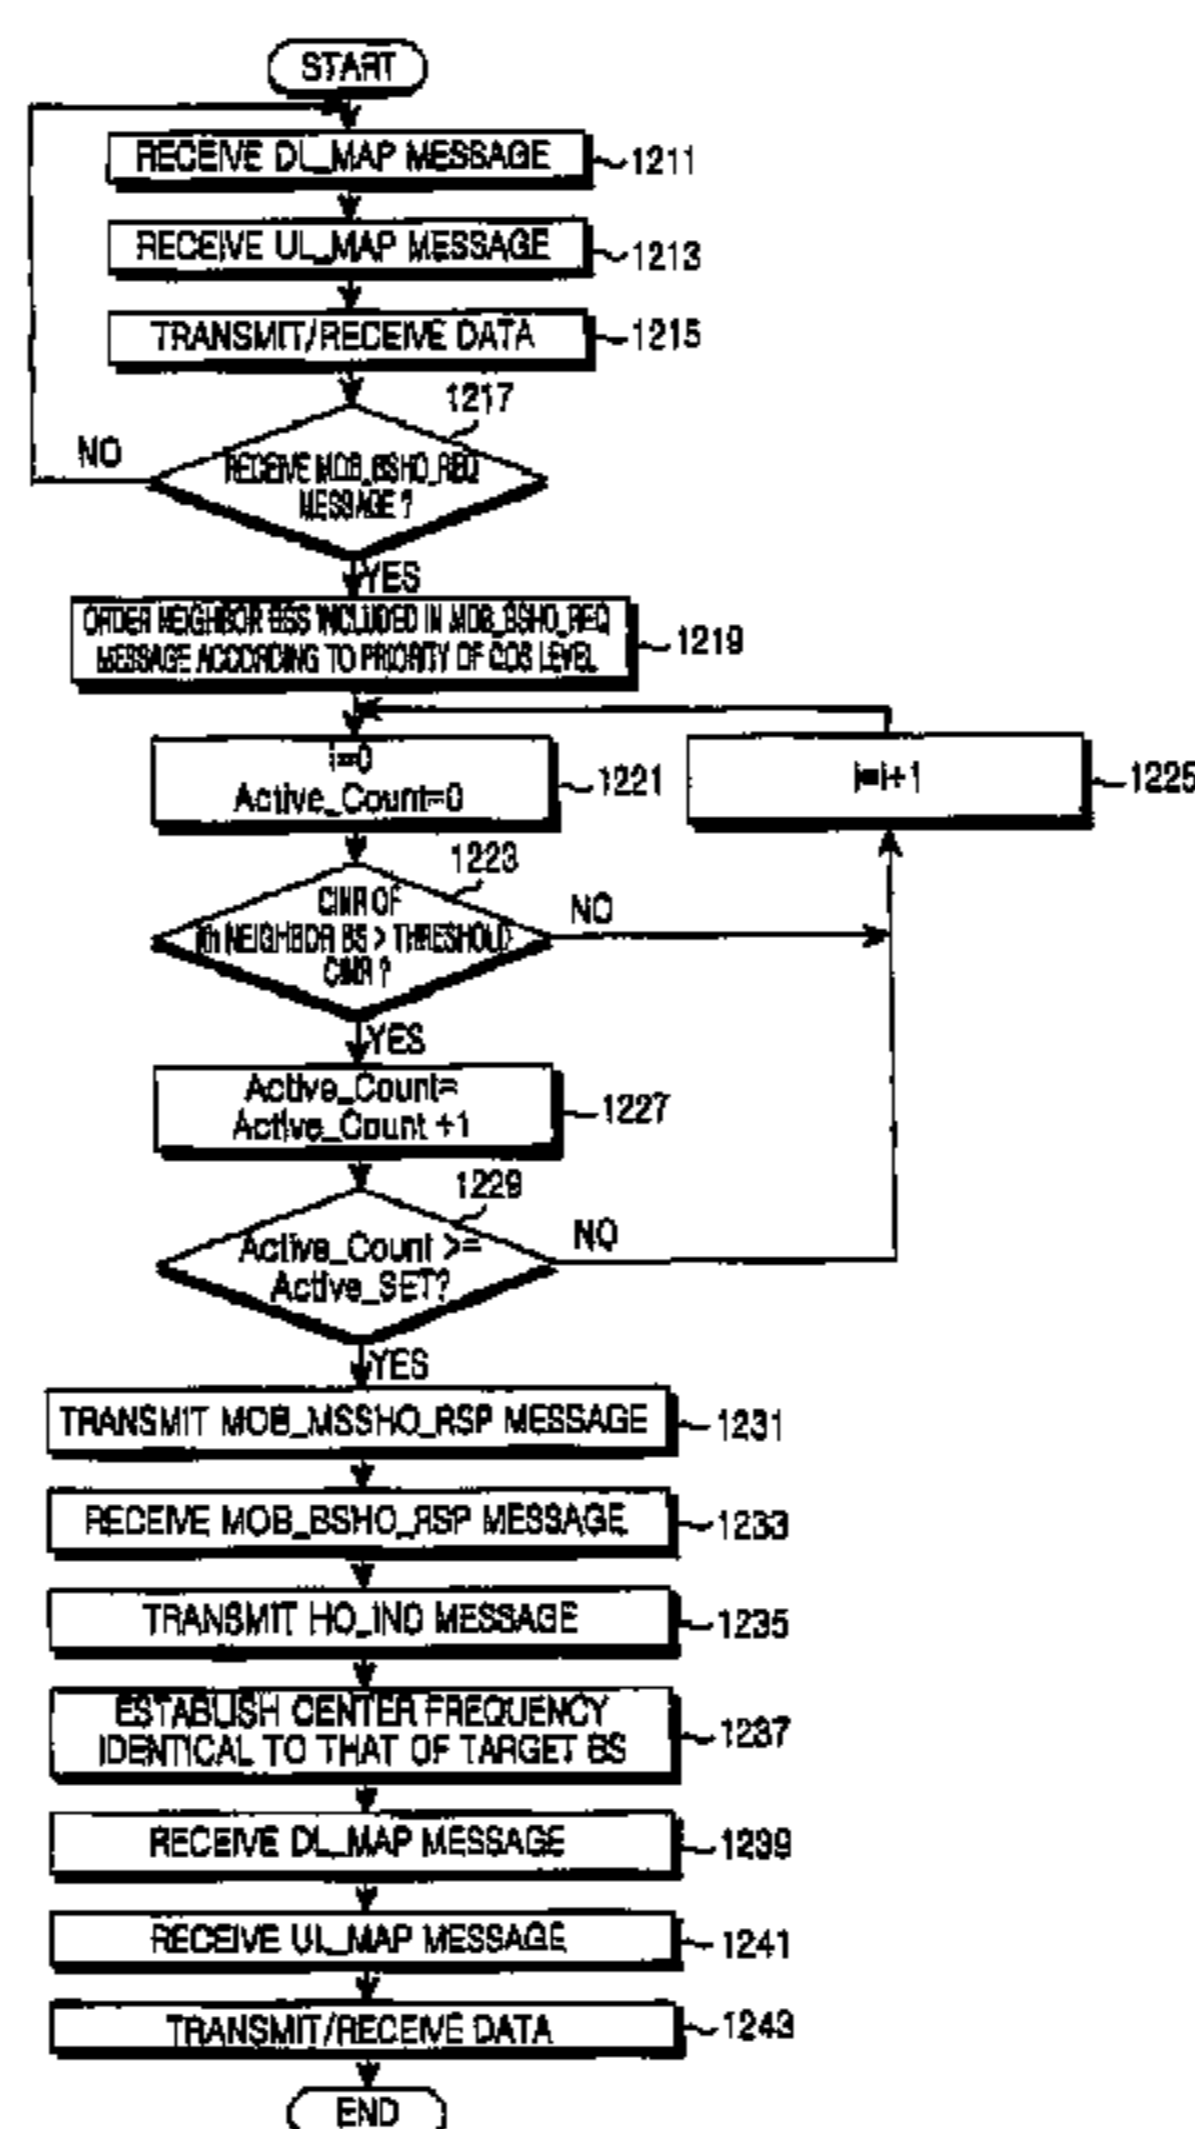 START
RECEIVE DL_MAP MESSAGE
1211
RECEIVE UL_MAP MESSAGE
1213
TRANSMIT/RECEIVE DATA
1215
1217
NO
RECEIVE MOB_BSHO_REQ
MESSAGE ?
YES
ORDER NEIGHBOR BSS INCLUDED IN MOB_BSHO_REQ
MESSAGE ACCORDING TO PRIORITY OF QOS LEVEL
1219
i=0
Active_Count=0
1221
i=i+1
1225
1223
CINR OF
ith NEIGHBOR BS > THRESHOLD
CINR ?
NO
YES
Active_Count=
Active_Count +1
1227
1229
Active_Count >=
Active_SET?
NO
YES
TRANSMIT MOB_MSSHO_RSP MESSAGE
1231
RECEIVE MOB_BSHO_RSP MESSAGE
1233
TRANSMIT HO_IND MESSAGE
1235
ESTABLISH CENTER FREQUENCY
IDENTICAL TO THAT OF TARGET BS
1237
RECEIVE DL_MAP MESSAGE
1239
RECEIVE UL_MAP MESSAGE
1241
TRANSMIT/RECEIVE DATA
1243
END